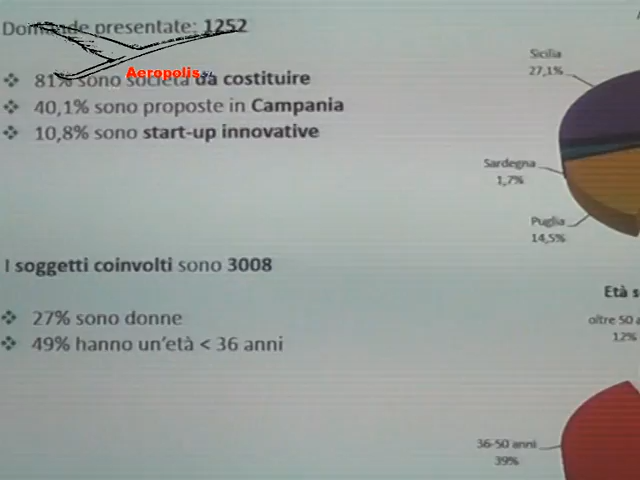 Domande presentate: 1252
Aeropolis
81% sono società da costituire
40,1% sono proposte in Campania
10,8% sono start-up innovative
I soggetti coinvolti sono 3008
27% sono donne
49% hanno un'età < 36 anni
Sicilia
27,1%
Sardegna
1,7%
Puglia
14,5%
Età s
oltre 50 a
12%
36-50 anni
39%